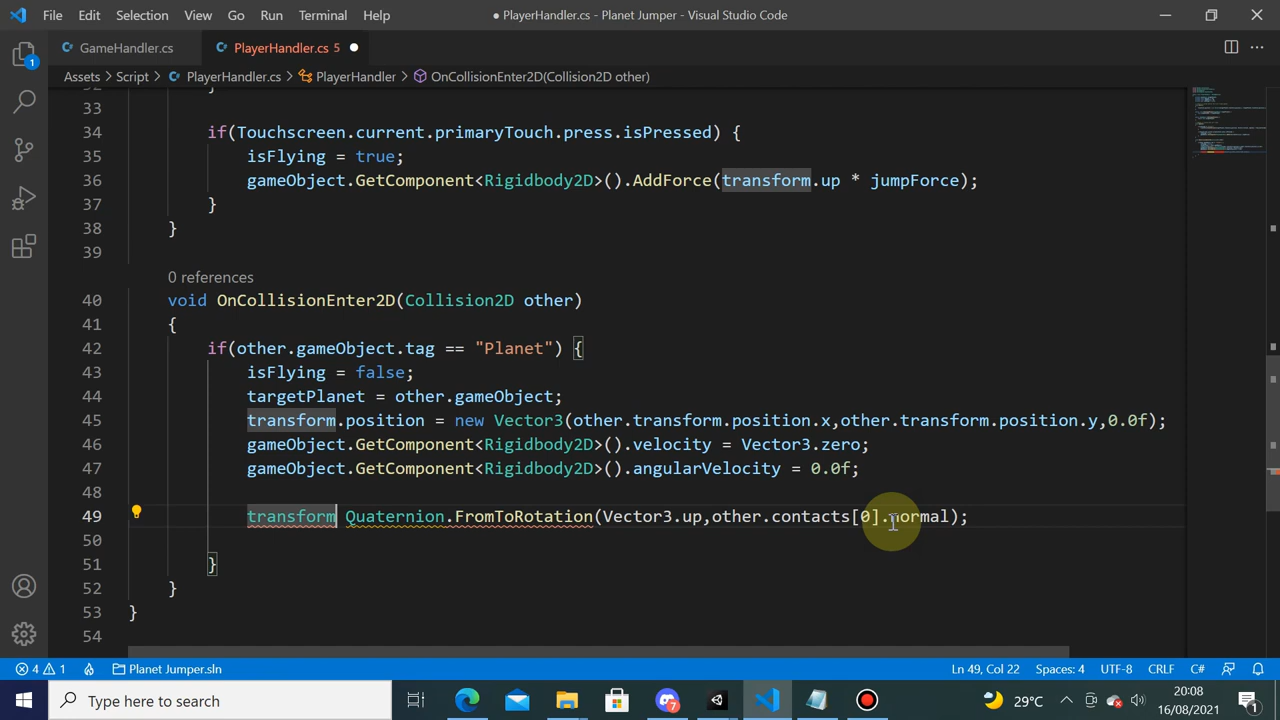 File Edit Selection View Go Run Terminal Help
● PlayerHandler.cs - Planet Jumper - Visual Studio Code
GameHandler.cs
PlayerHandler.cs 5
Assets > Script > PlayerHandler.cs > PlayerHandler > OnCollisionEnter2D(Collision2D other)
33
34 if(Touchscreen.current.primaryTouch.press.isPressed) {
35 isFlying = true;
36 gameObject.GetComponent<Rigidbody2D>().AddForce(transform.up * jumpForce);
37 }
38 }
39
0 references
40 void OnCollisionEnter2D(Collision2D other)
41 {
42 if(other.gameObject.tag == "Planet") {
43 isFlying = false;
44 targetPlanet = other.gameObject;
45 transform.position = new Vector3(other.transform.position.x,other.transform.position.y,0.0f);
46 gameObject.GetComponent<Rigidbody2D>().velocity = Vector3.zero;
47 gameObject.GetComponent<Rigidbody2D>().angularVelocity = 0.0f;
48
49 transform Quaternion.FromToRotation(Vector3.up,other.contacts[0].normal);
50
51 }
52 }
53 }
54
1
4 1 Planet Jumper.sln
Ln 49, Col 22 Spaces: 4 UTF-8 CRLF C#
Type here to search
7
29°C
20:08
16/08/2021
1